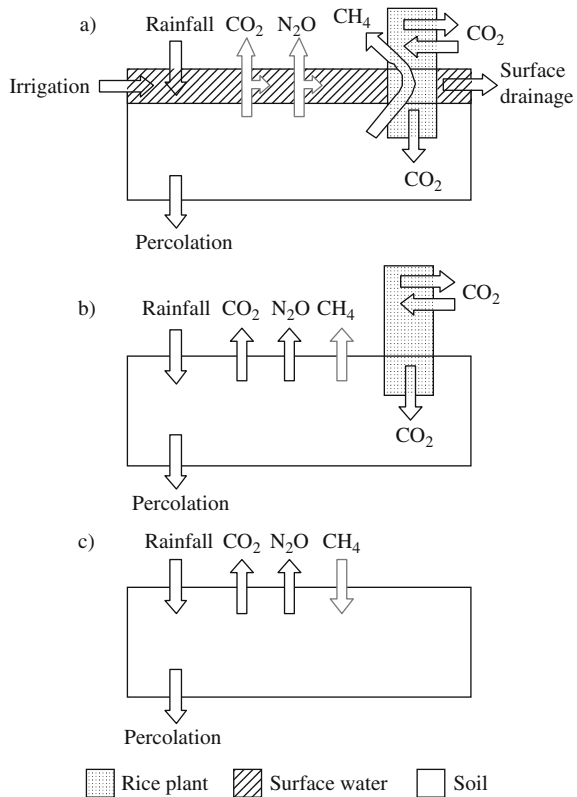 a)
Rainfall CO₂ N₂O CH₄
CO₂
Irrigation
Surface
drainage
CO₂
Percolation
b)
Rainfall CO₂ N₂O CH₄
CO₂
CO₂
Percolation
c)
Rainfall CO₂ N₂O CH₄
Percolation
Rice plant Surface water Soil